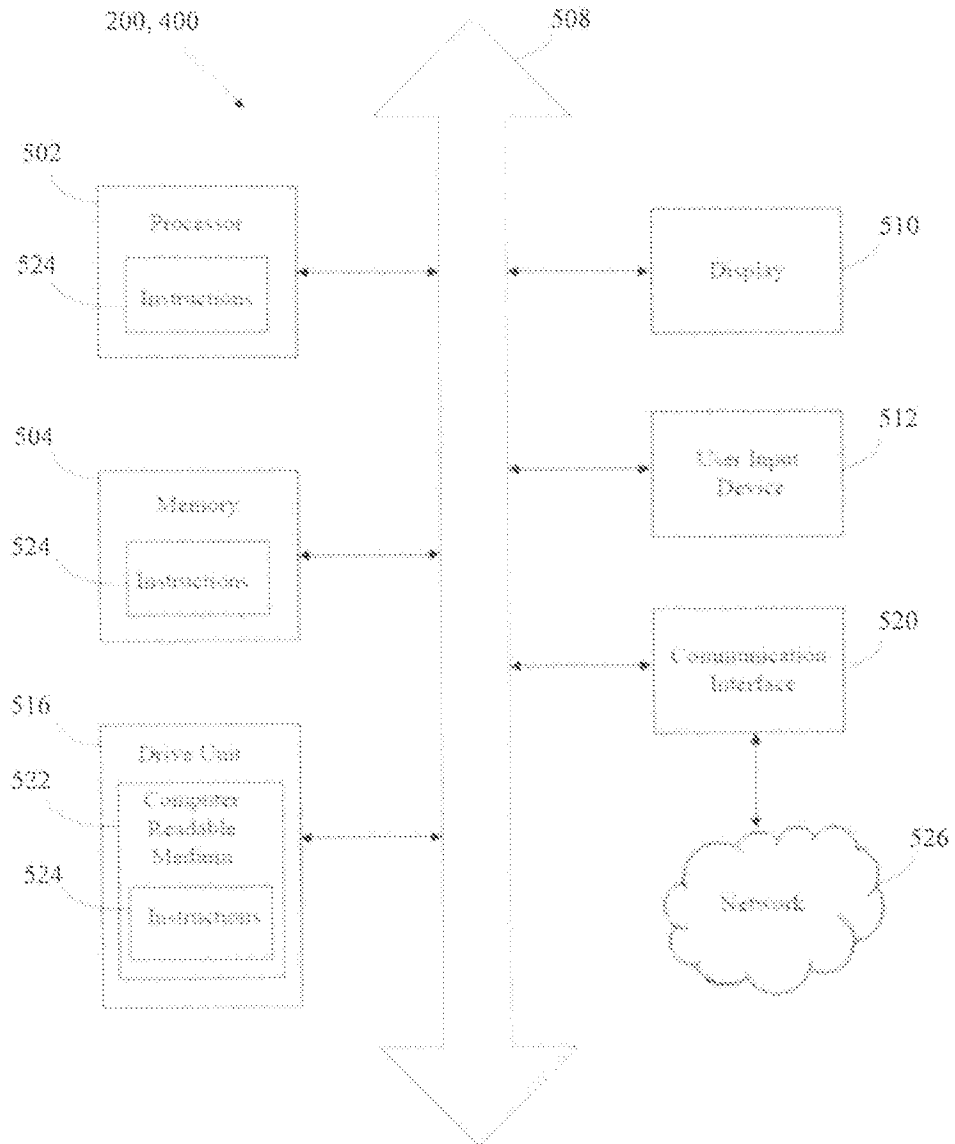 200, 400
508
502
Processor
524
Instructions
510
Display
504
Memory
524
Instructions
512
User Input
Device
516
Drive Unit
522
Computer
Readable
Medium
524
Instructions
520
Communication
Interface
526
Network